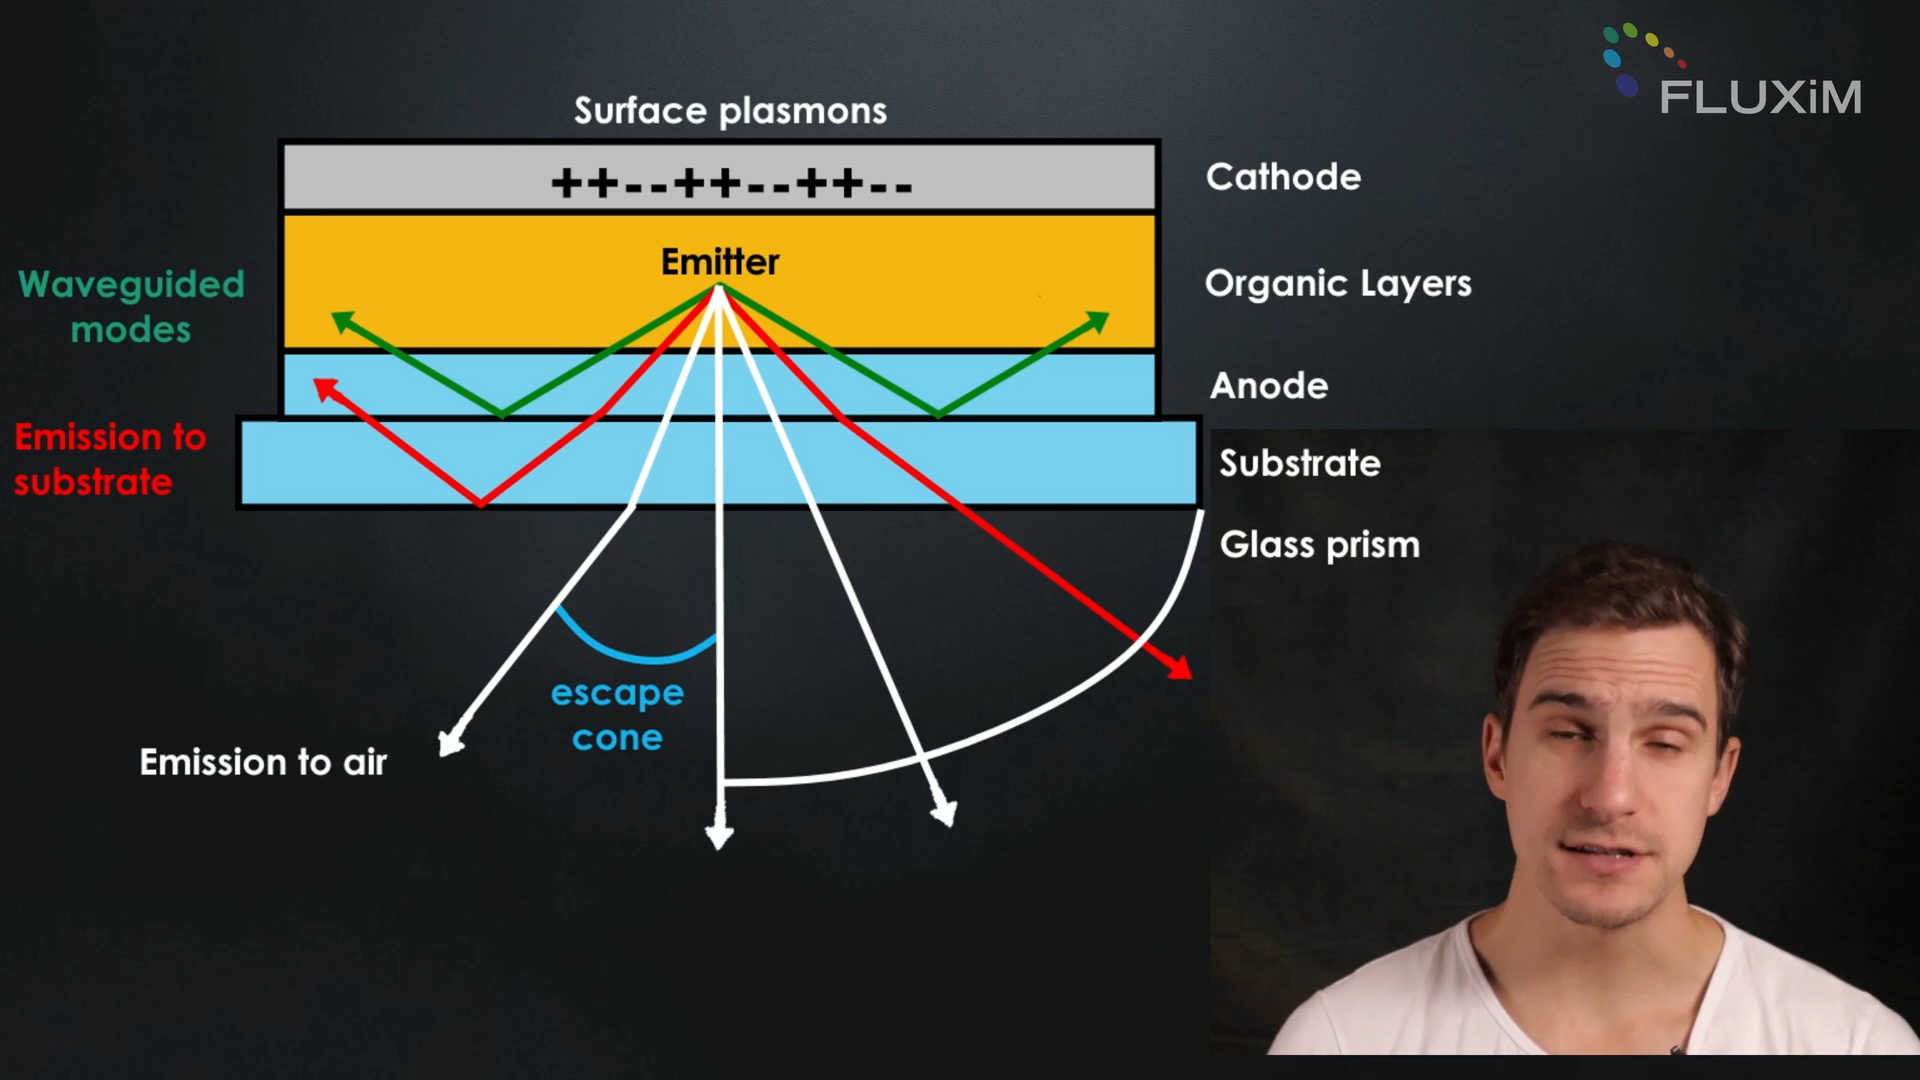 FLUXiM
Surface plasmons
++--++--++--
Cathode
Emitter
Organic Layers
Waveguided
modes
Anode
Emission to
substrate
Substrate
Glass prism
escape
cone
Emission to air